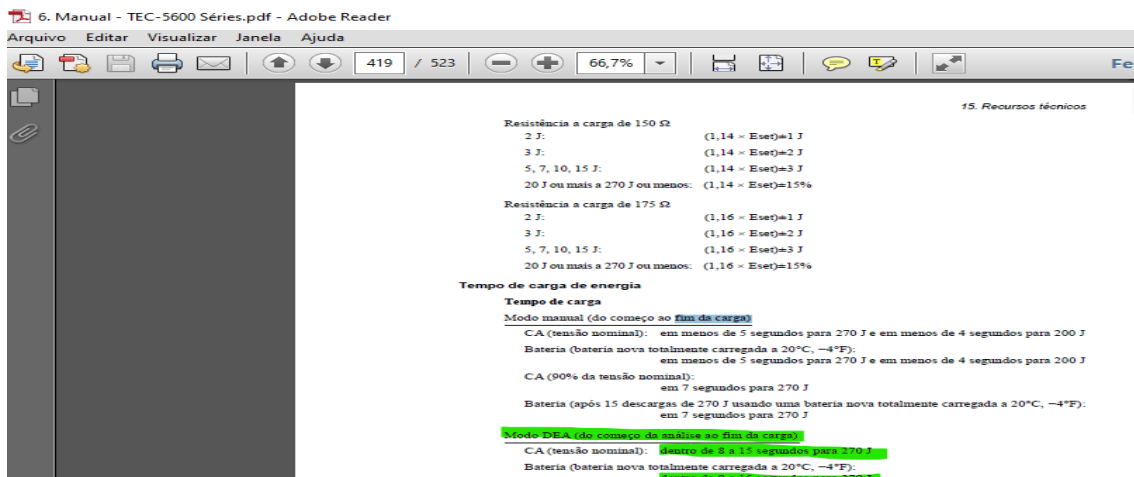 6. Manual - TEC-5600 Séries.pdf - Adobe Reader
Arquivo Editar Visualizar Janela Ajuda
419 / 523 66,7% Fe
15. Recursos técnicos
Resistência a carga de 150 Ω
2 J: (1,14 × Eset)±1 J
3 J: (1,14 × Eset)±2 J
5, 7, 10, 15 J: (1,14 × Eset)±3 J
20 J ou mais a 270 J ou menos: (1,14 × Eset)±15%
Resistência a carga de 175 Ω
2 J: (1,16 × Eset)±1 J
3 J: (1,16 × Eset)±2 J
5, 7, 10, 15 J: (1,16 × Eset)±3 J
20 J ou mais a 270 J ou menos: (1,16 × Eset)±15%
Tempo de carga de energia
Tempo de carga
Modo manual (do começo ao fim da carga)
CA (tensão nominal): em menos de 5 segundos para 270 J e em menos de 4 segundos para 200 J
Bateria (bateria nova totalmente carregada a 20°C, −4°F):
em menos de 5 segundos para 270 J e em menos de 4 segundos para 200 J
CA (90% da tensão nominal):
em 7 segundos para 270 J
Bateria (após 15 descargas de 270 J usando uma bateria nova totalmente carregada a 20°C, −4°F):
em 7 segundos para 270 J
Modo DEA (do começo da análise ao fim da carga)
CA (tensão nominal): dentro de 8 a 15 segundos para 270 J
Bateria (bateria nova totalmente carregada a 20°C, −4°F):